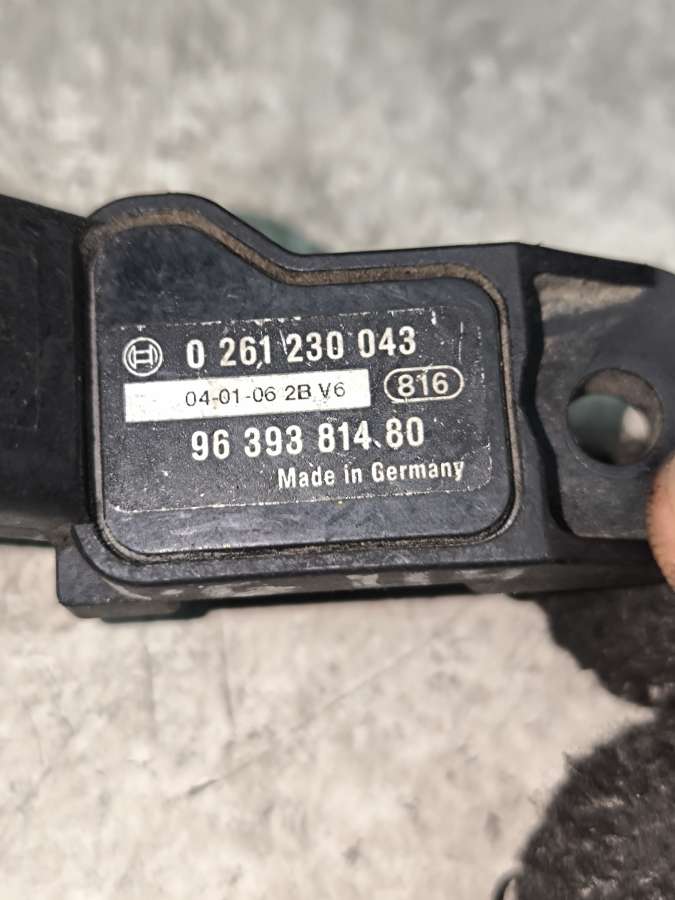 0 261 230 043
04-01-06 2B V6
816
96 393 814.80
Made in Germany